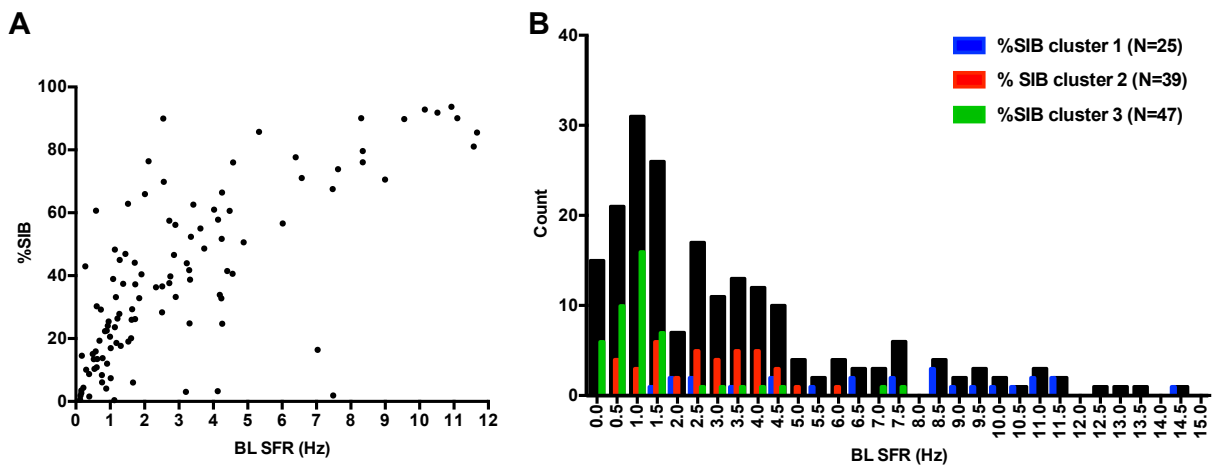 A
B
100
80
60
40
20
0
%SIB
0 1 2 3 4 5 6 7 8 9 10 11 12
BL SFR (Hz)
40
30
20
10
0
Count
%SIB cluster 1 (N=25)
% SIB cluster 2 (N=39)
%SIB cluster 3 (N=47)
0.0 0.5 1.0 1.5 2.0 2.5 3.0 3.5 4.0 4.5 5.0 5.5 6.0 6.5 7.0 7.5 8.0 8.5 9.0 9.5 10.0 10.5 11.0 11.5 12.0 12.5 13.0 13.5 14.0 14.5 15.0
BL SFR (Hz)